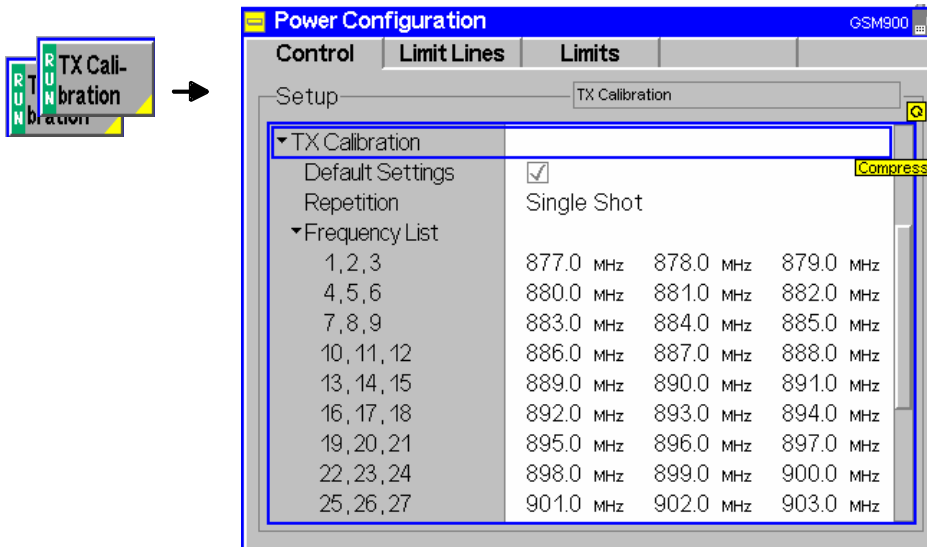 Power Configuration GSM900
Control Limit Lines Limits
Setup TX Calibration
RUN TX Cali-
bration
RUN T
bration
TX Calibration
Compress
Default Settings
Repetition Single Shot
Frequency List
1,2,3 877.0 MHz 878.0 MHz 879.0 MHz
4,5,6 880.0 MHz 881.0 MHz 882.0 MHz
7,8,9 883.0 MHz 884.0 MHz 885.0 MHz
10,11,12 886.0 MHz 887.0 MHz 888.0 MHz
13,14,15 889.0 MHz 890.0 MHz 891.0 MHz
16,17,18 892.0 MHz 893.0 MHz 894.0 MHz
19,20,21 895.0 MHz 896.0 MHz 897.0 MHz
22,23,24 898.0 MHz 899.0 MHz 900.0 MHz
25,26,27 901.0 MHz 902.0 MHz 903.0 MHz